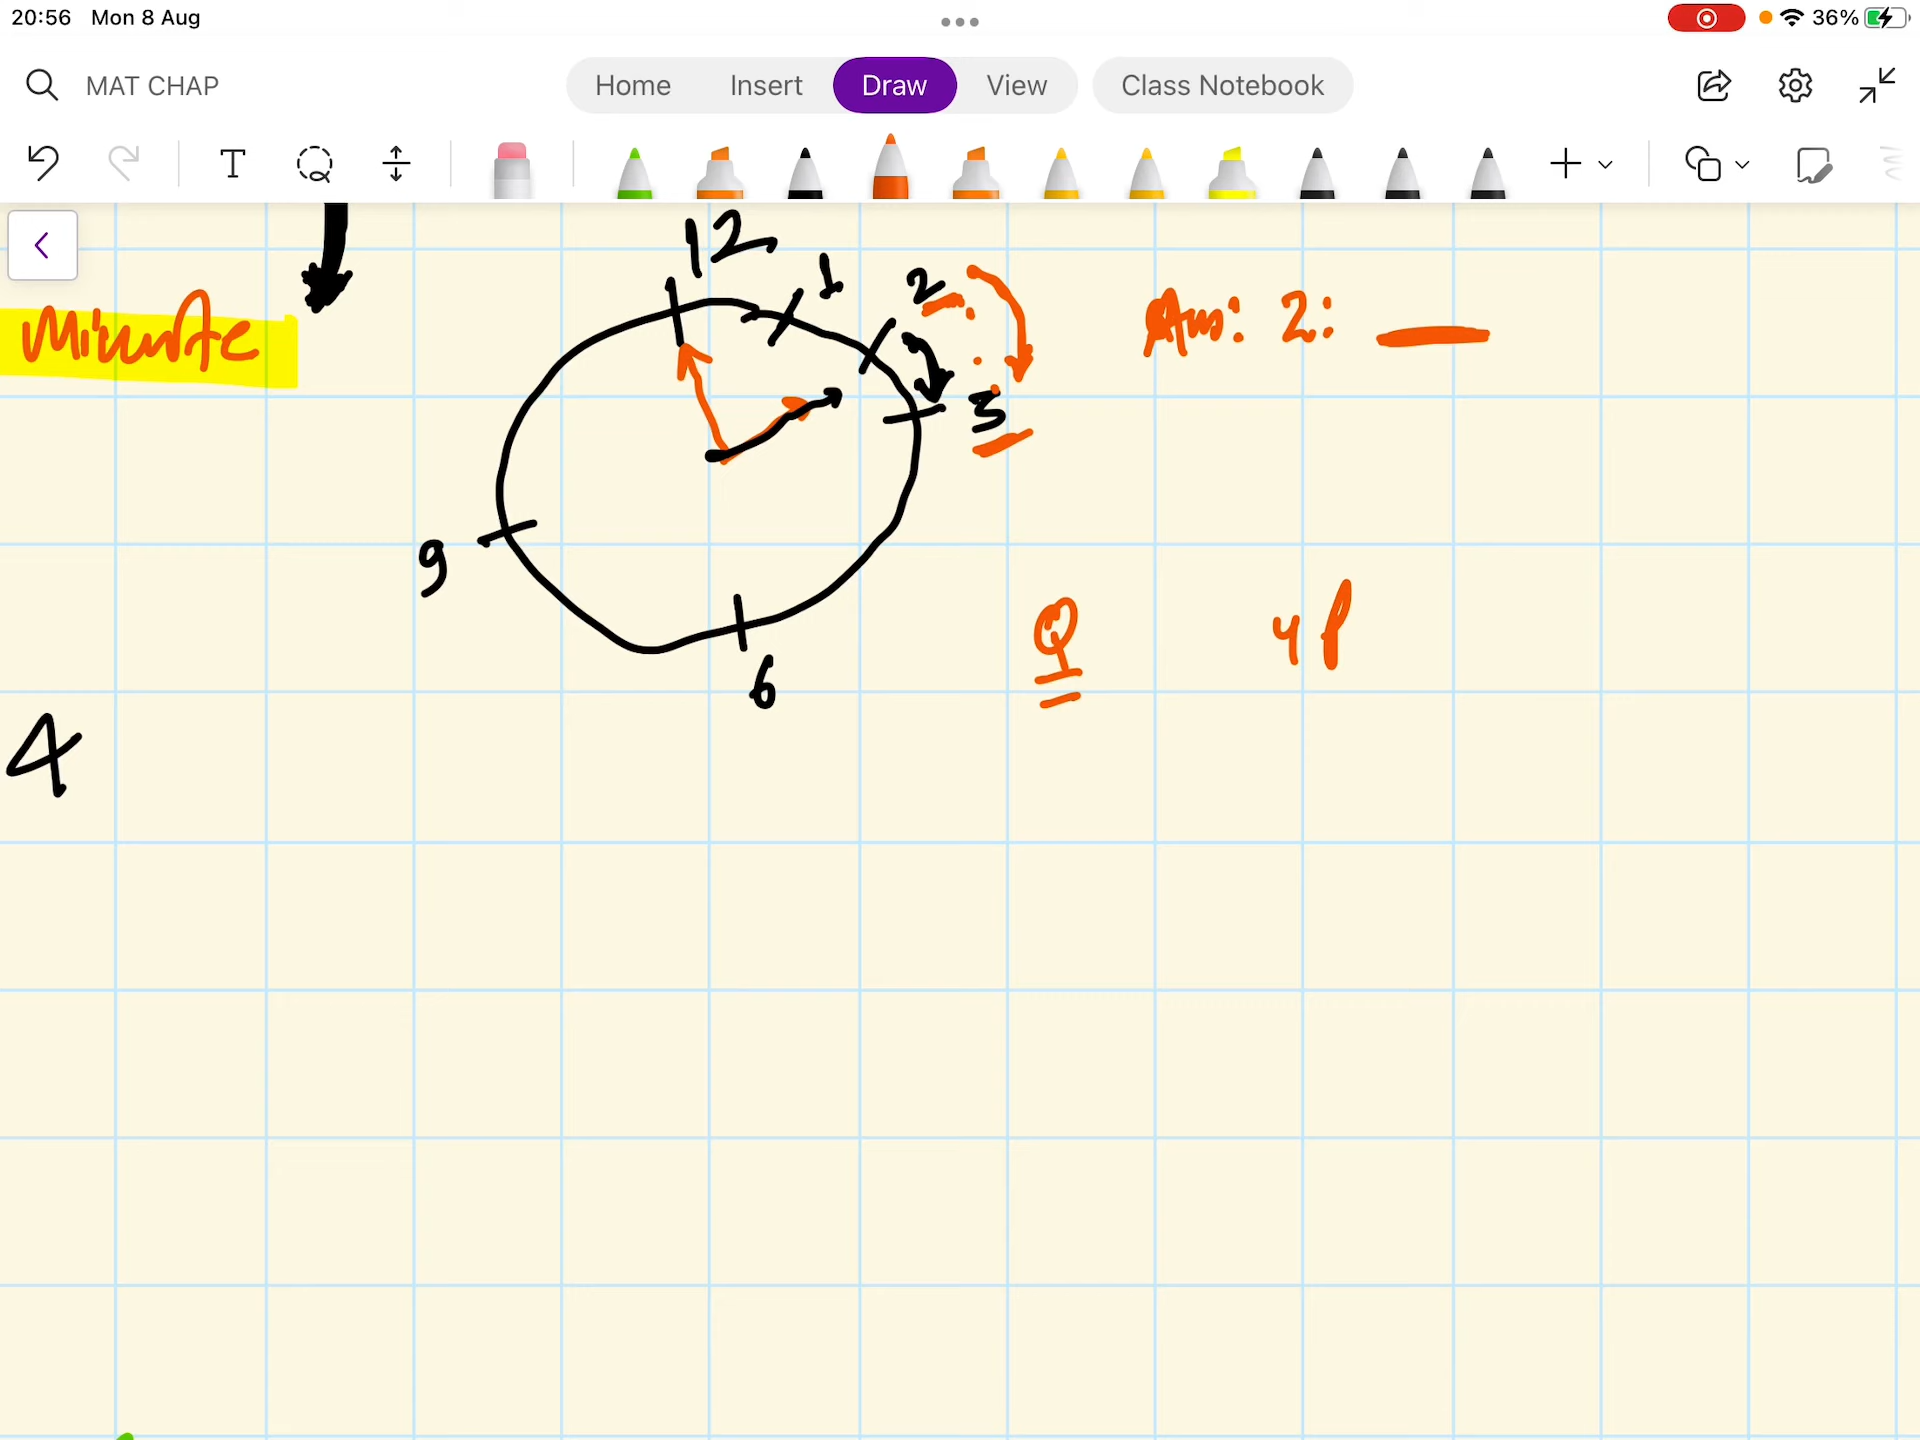 20:56 Mon 8 Aug
36%
MAT CHAP
Home Insert Draw View Class Notebook
T
12
1
2
Minute
Ans: 2:
3
9
6
Q
4